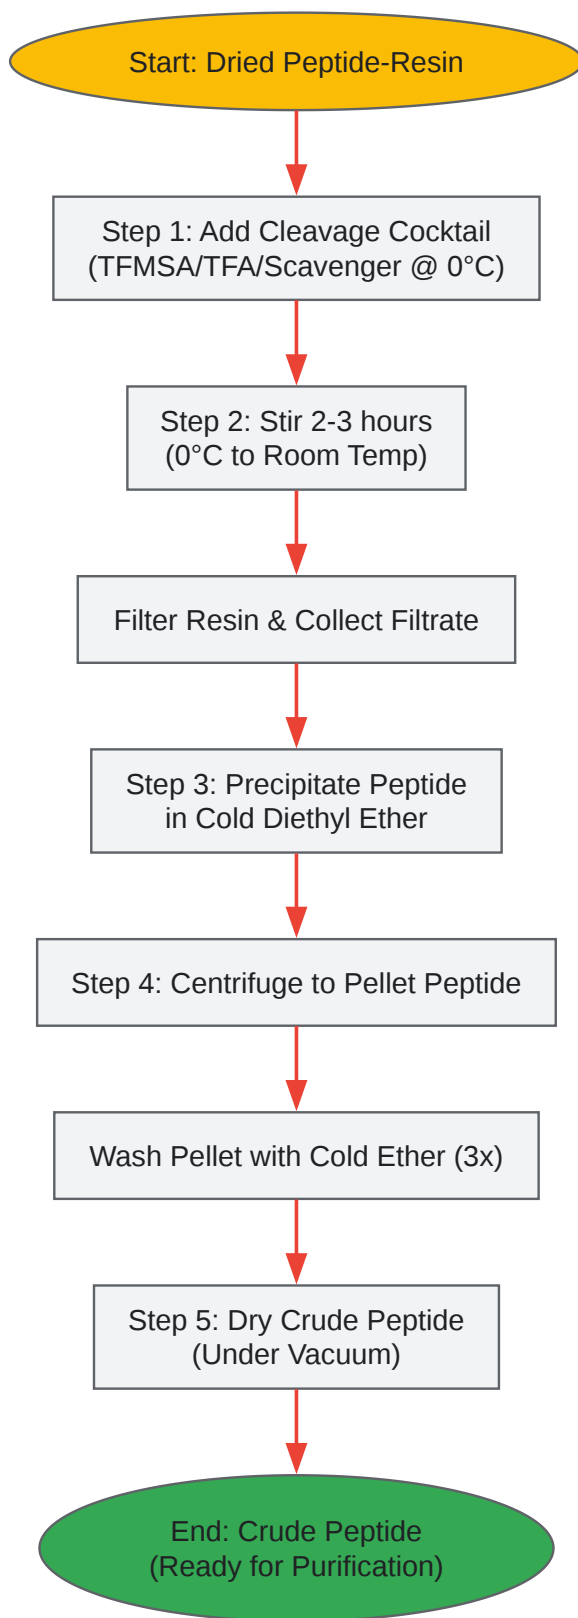 Start: Dried Peptide-Resin
Step 1: Add Cleavage Cocktail
(TFMSA/TFA/Scavenger @ 0°C)
Step 2: Stir 2-3 hours
(0°C to Room Temp)
Filter Resin & Collect Filtrate
Step 3: Precipitate Peptide
in Cold Diethyl Ether
Step 4: Centrifuge to Pellet Peptide
Wash Pellet with Cold Ether (3x)
Step 5: Dry Crude Peptide
(Under Vacuum)
End: Crude Peptide
(Ready for Purification)